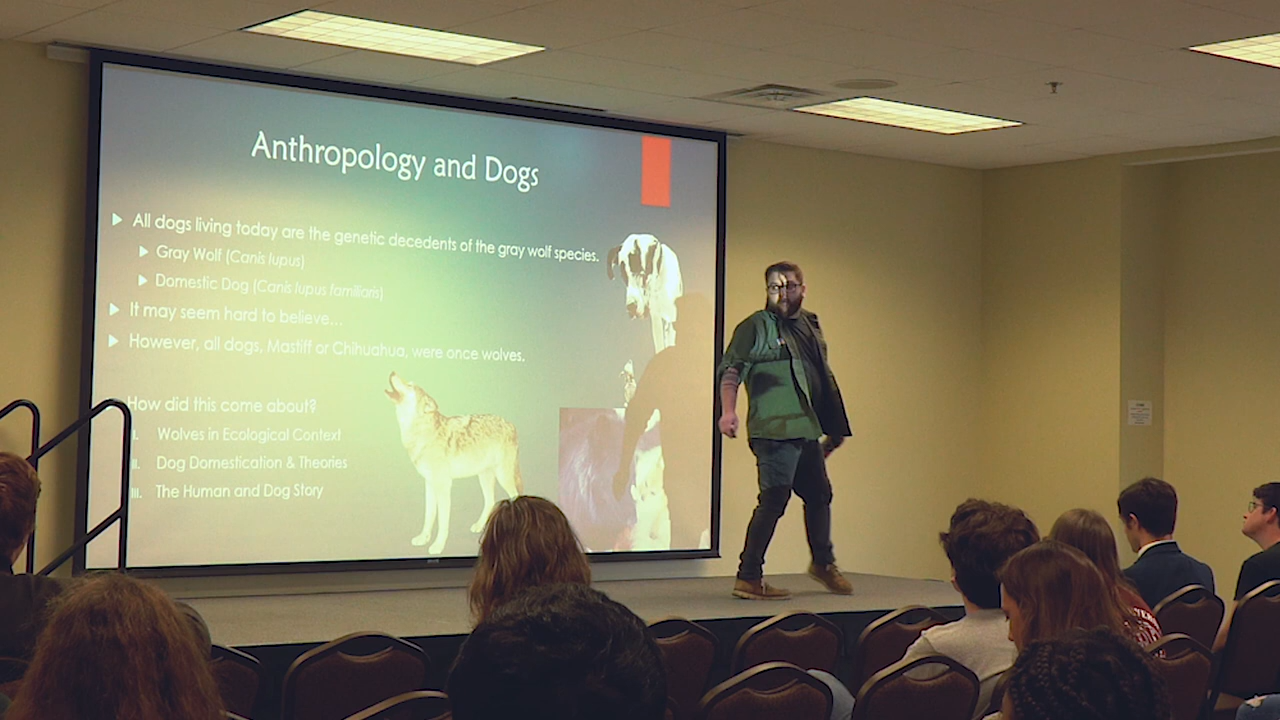 Anthropology and Dogs
All dogs living today are the genetic decedents of the gray wolf species.
Gray Wolf (Canis lupus)
Domestic Dog (Canis lupus familiaris)
It may seem hard to believe...
However, all dogs, Mastiff or Chihuahua, were once wolves.
How did this come about?
I. Wolves in Ecological Context
II. Dog Domestication & Theories
III. The Human and Dog Story